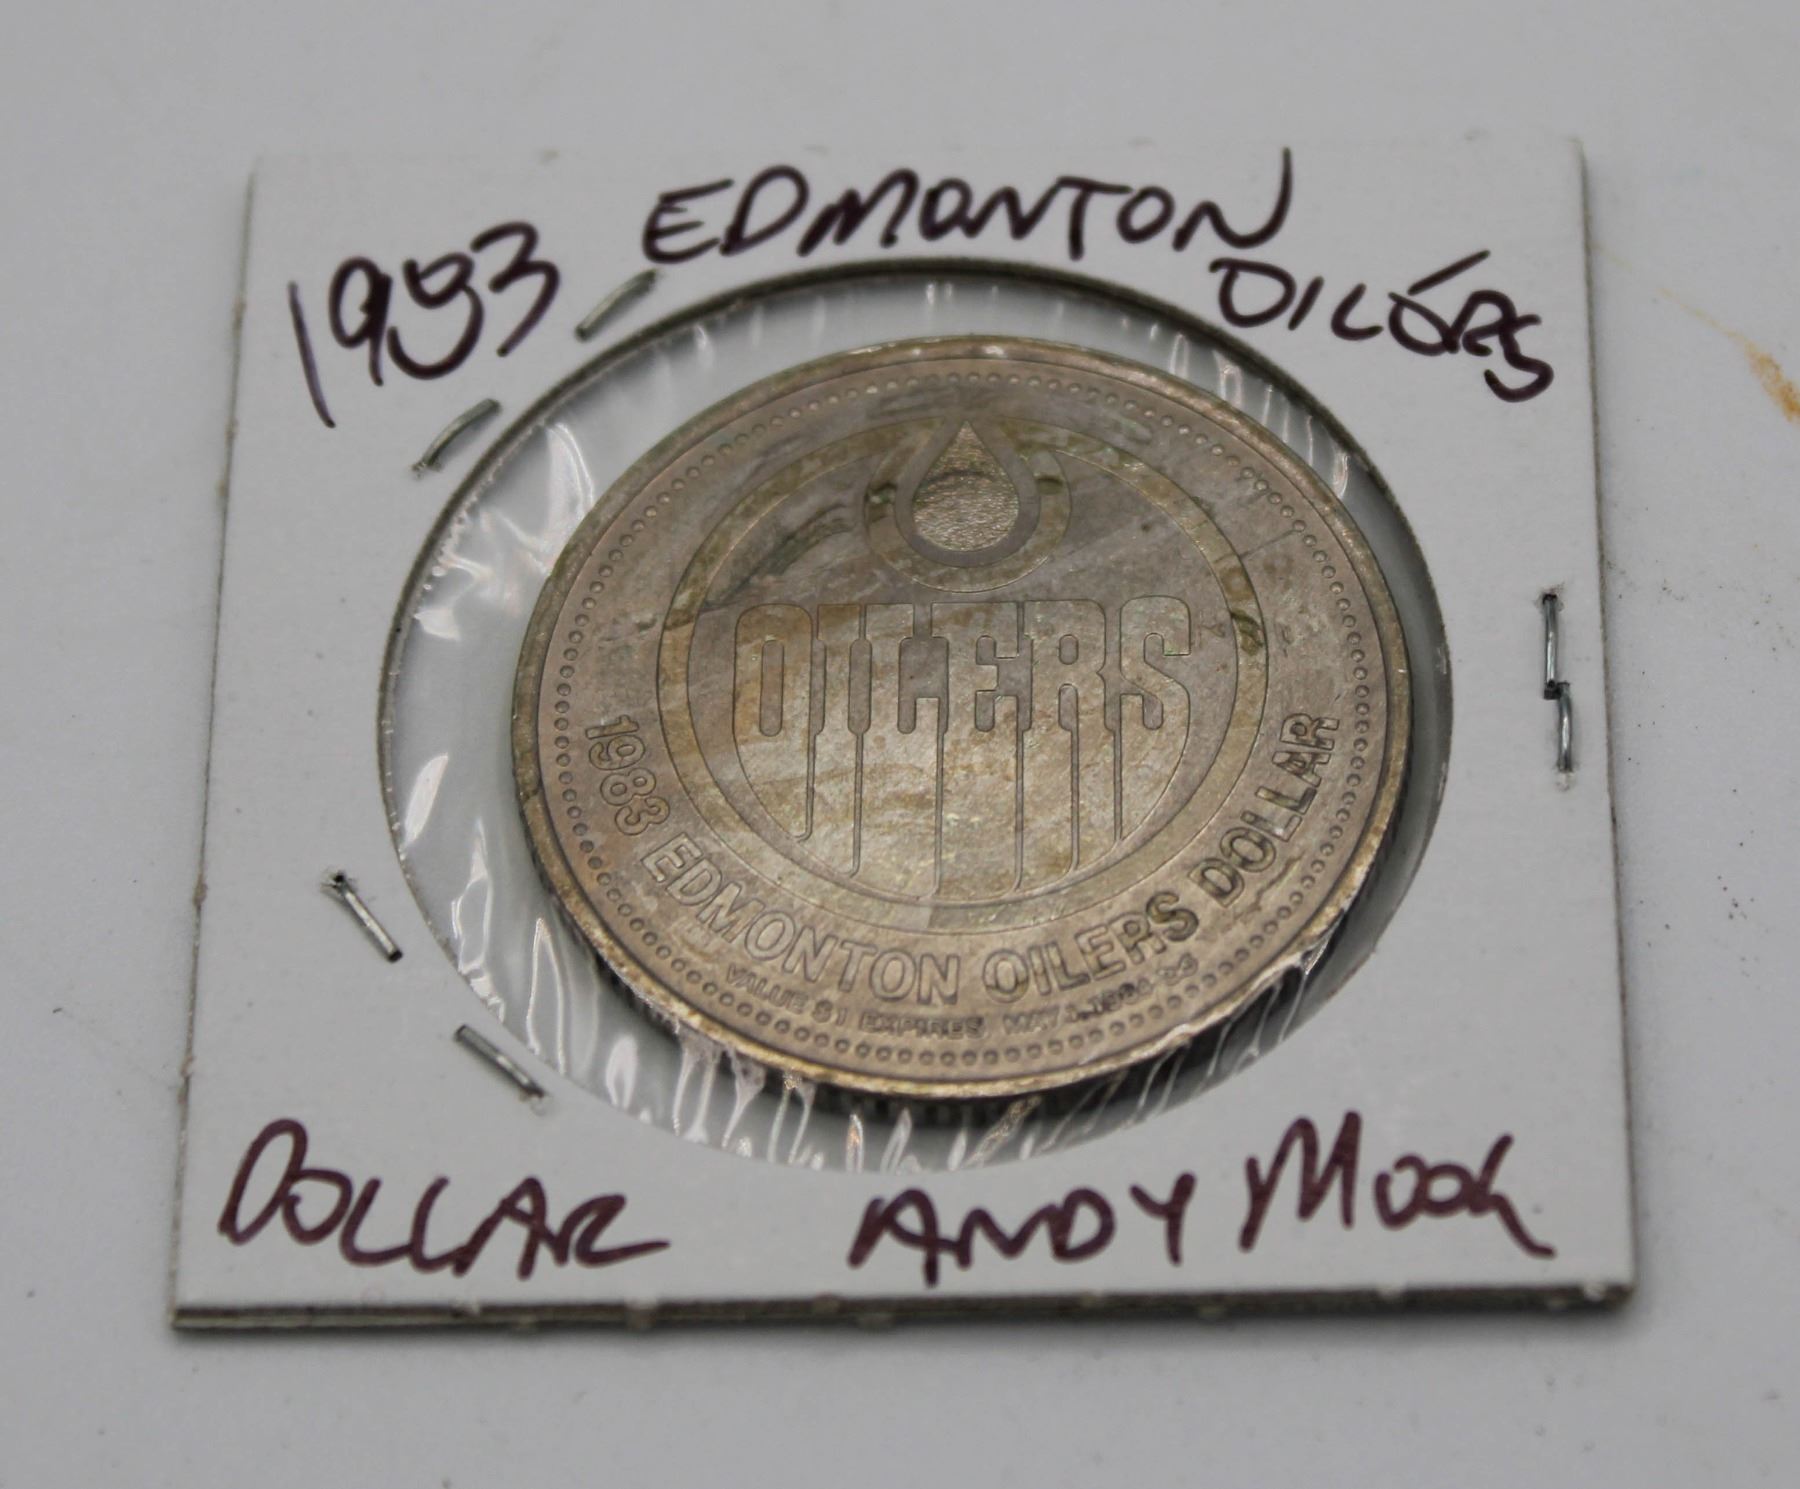 1983 EDMONTON
OILERS
OILERS
1983 EDMONTON OILERS DOLLAR
VALUE $1 EXPIRES MAY 1, 1984
DOLLAR ANDY MOOG